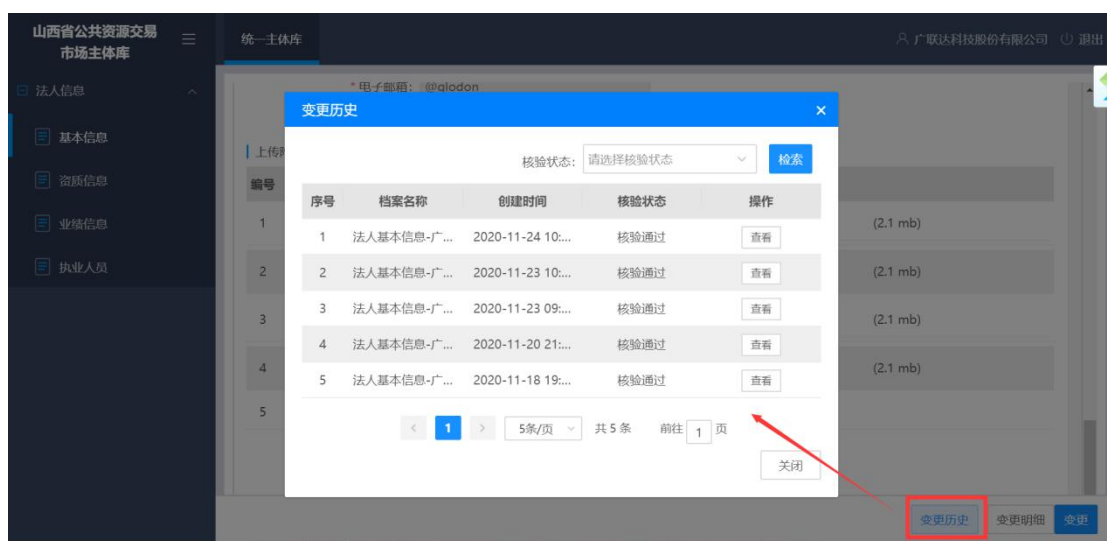 山西省公共资源交易
市场主体库
统一主体库
广联达科技股份有限公司 退出
法人信息
基本信息
资质信息
业绩信息
执业人员
* 电子邮箱: @glodon
上传
编号
1 (2.1 mb)
2 (2.1 mb)
3 (2.1 mb)
4 (2.1 mb)
5
变更历史 ×
核验状态: 请选择核验状态 检索
序号 档案名称 创建时间 核验状态 操作
1 法人基本信息-广... 2020-11-24 10:... 核验通过 查看
2 法人基本信息-广... 2020-11-23 10:... 核验通过 查看
3 法人基本信息-广... 2020-11-23 09:... 核验通过 查看
4 法人基本信息-广... 2020-11-20 21:... 核验通过 查看
5 法人基本信息-广... 2020-11-18 19:... 核验通过 查看
< 1 > 5条/页 共 5 条 前往 1 页
关闭
变更历史 变更明细 变更